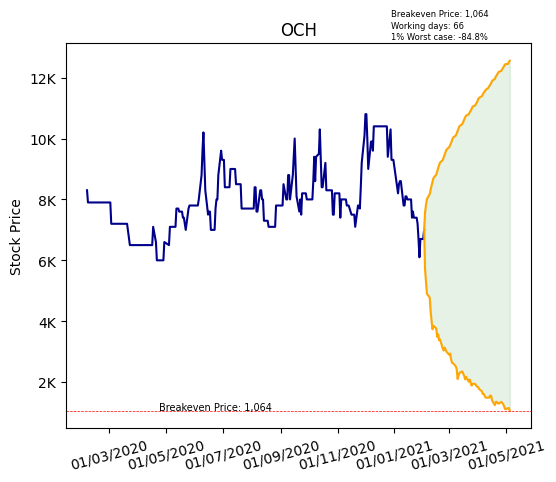 Breakeven Price: 1,064
Working days: 66
1% Worst case: -84.8%
OCH
Stock Price
12K
10K
8K
6K
4K
2K
Breakeven Price: 1,064
01/03/2020
01/05/2020
01/07/2020
01/09/2020
01/11/2020
01/01/2021
01/03/2021
01/05/2021